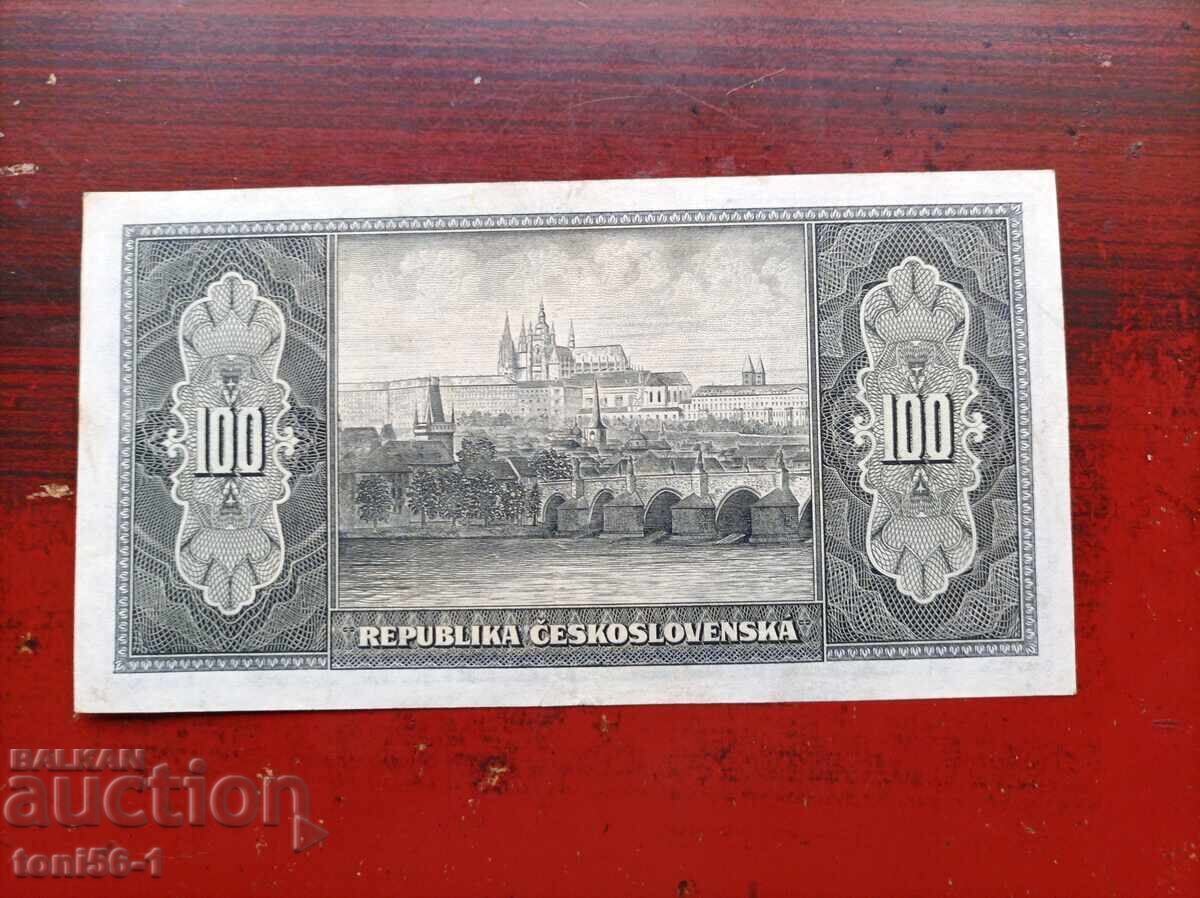 100
100
REPUBLIKA ČESKOSLOVENSKÁ
BALKAN
auction
toni56-1